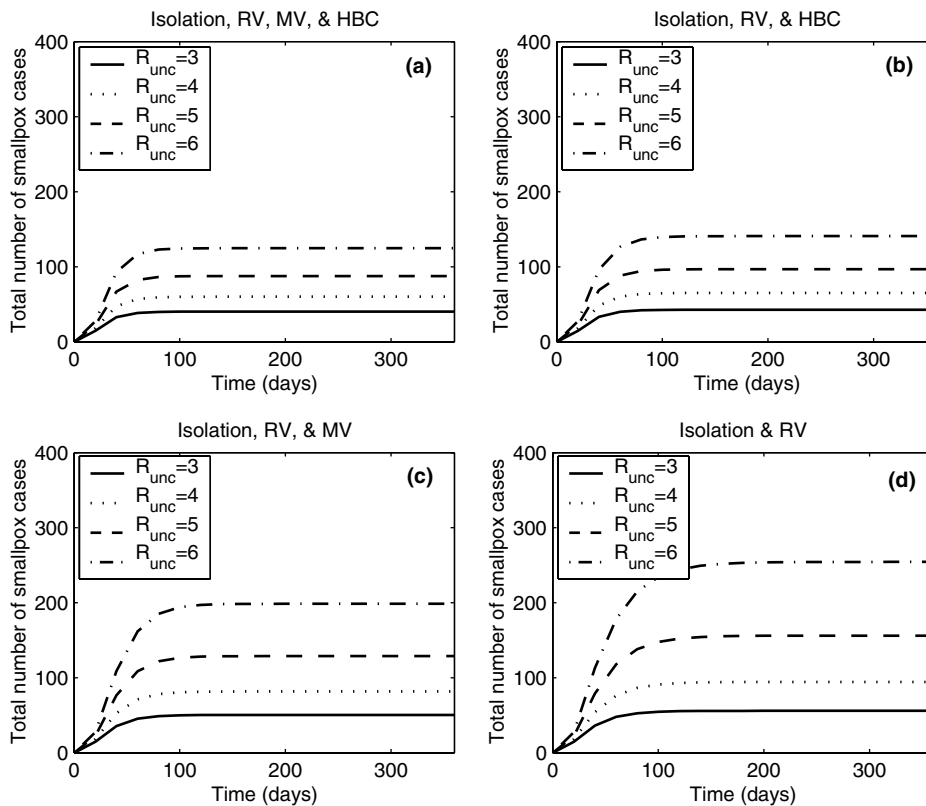 Isolation, RV, MV, & HBC
(a)
R_unc=3
R_unc=4
R_unc=5
R_unc=6
Total number of smallpox cases
400
300
200
100
0
0 100 200 300
Time (days)
Isolation, RV, & HBC
(b)
R_unc=3
R_unc=4
R_unc=5
R_unc=6
Total number of smallpox cases
400
300
200
100
0
0 100 200 300
Time (days)
Isolation, RV, & MV
(c)
R_unc=3
R_unc=4
R_unc=5
R_unc=6
Total number of smallpox cases
400
300
200
100
0
0 100 200 300
Time (days)
Isolation & RV
(d)
R_unc=3
R_unc=4
R_unc=5
R_unc=6
Total number of smallpox cases
400
300
200
100
0
0 100 200 300
Time (days)